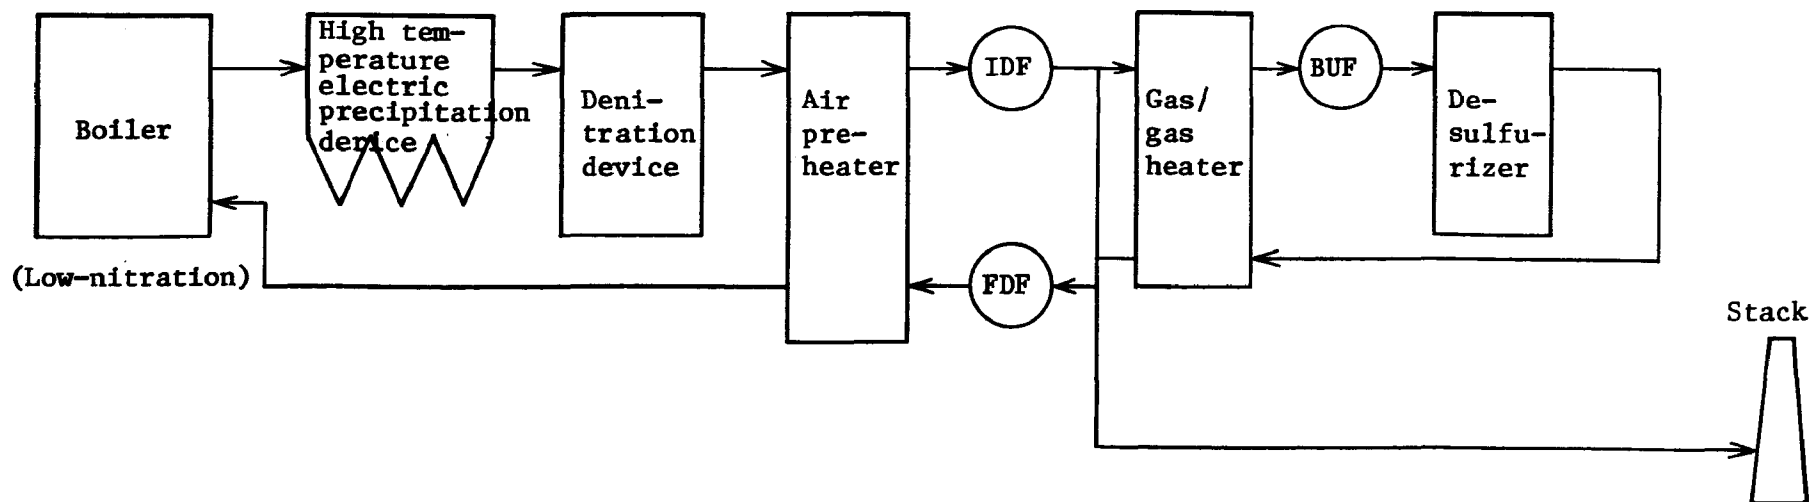 Boiler
(Low-nitration)
High tem-
perature
electric
precipitation
derice
Deni-
tration
device
Air
pre-
heater
IDF
FDF
Gas/
gas
heater
BUF
De-
sulfu-
rizer
Stack